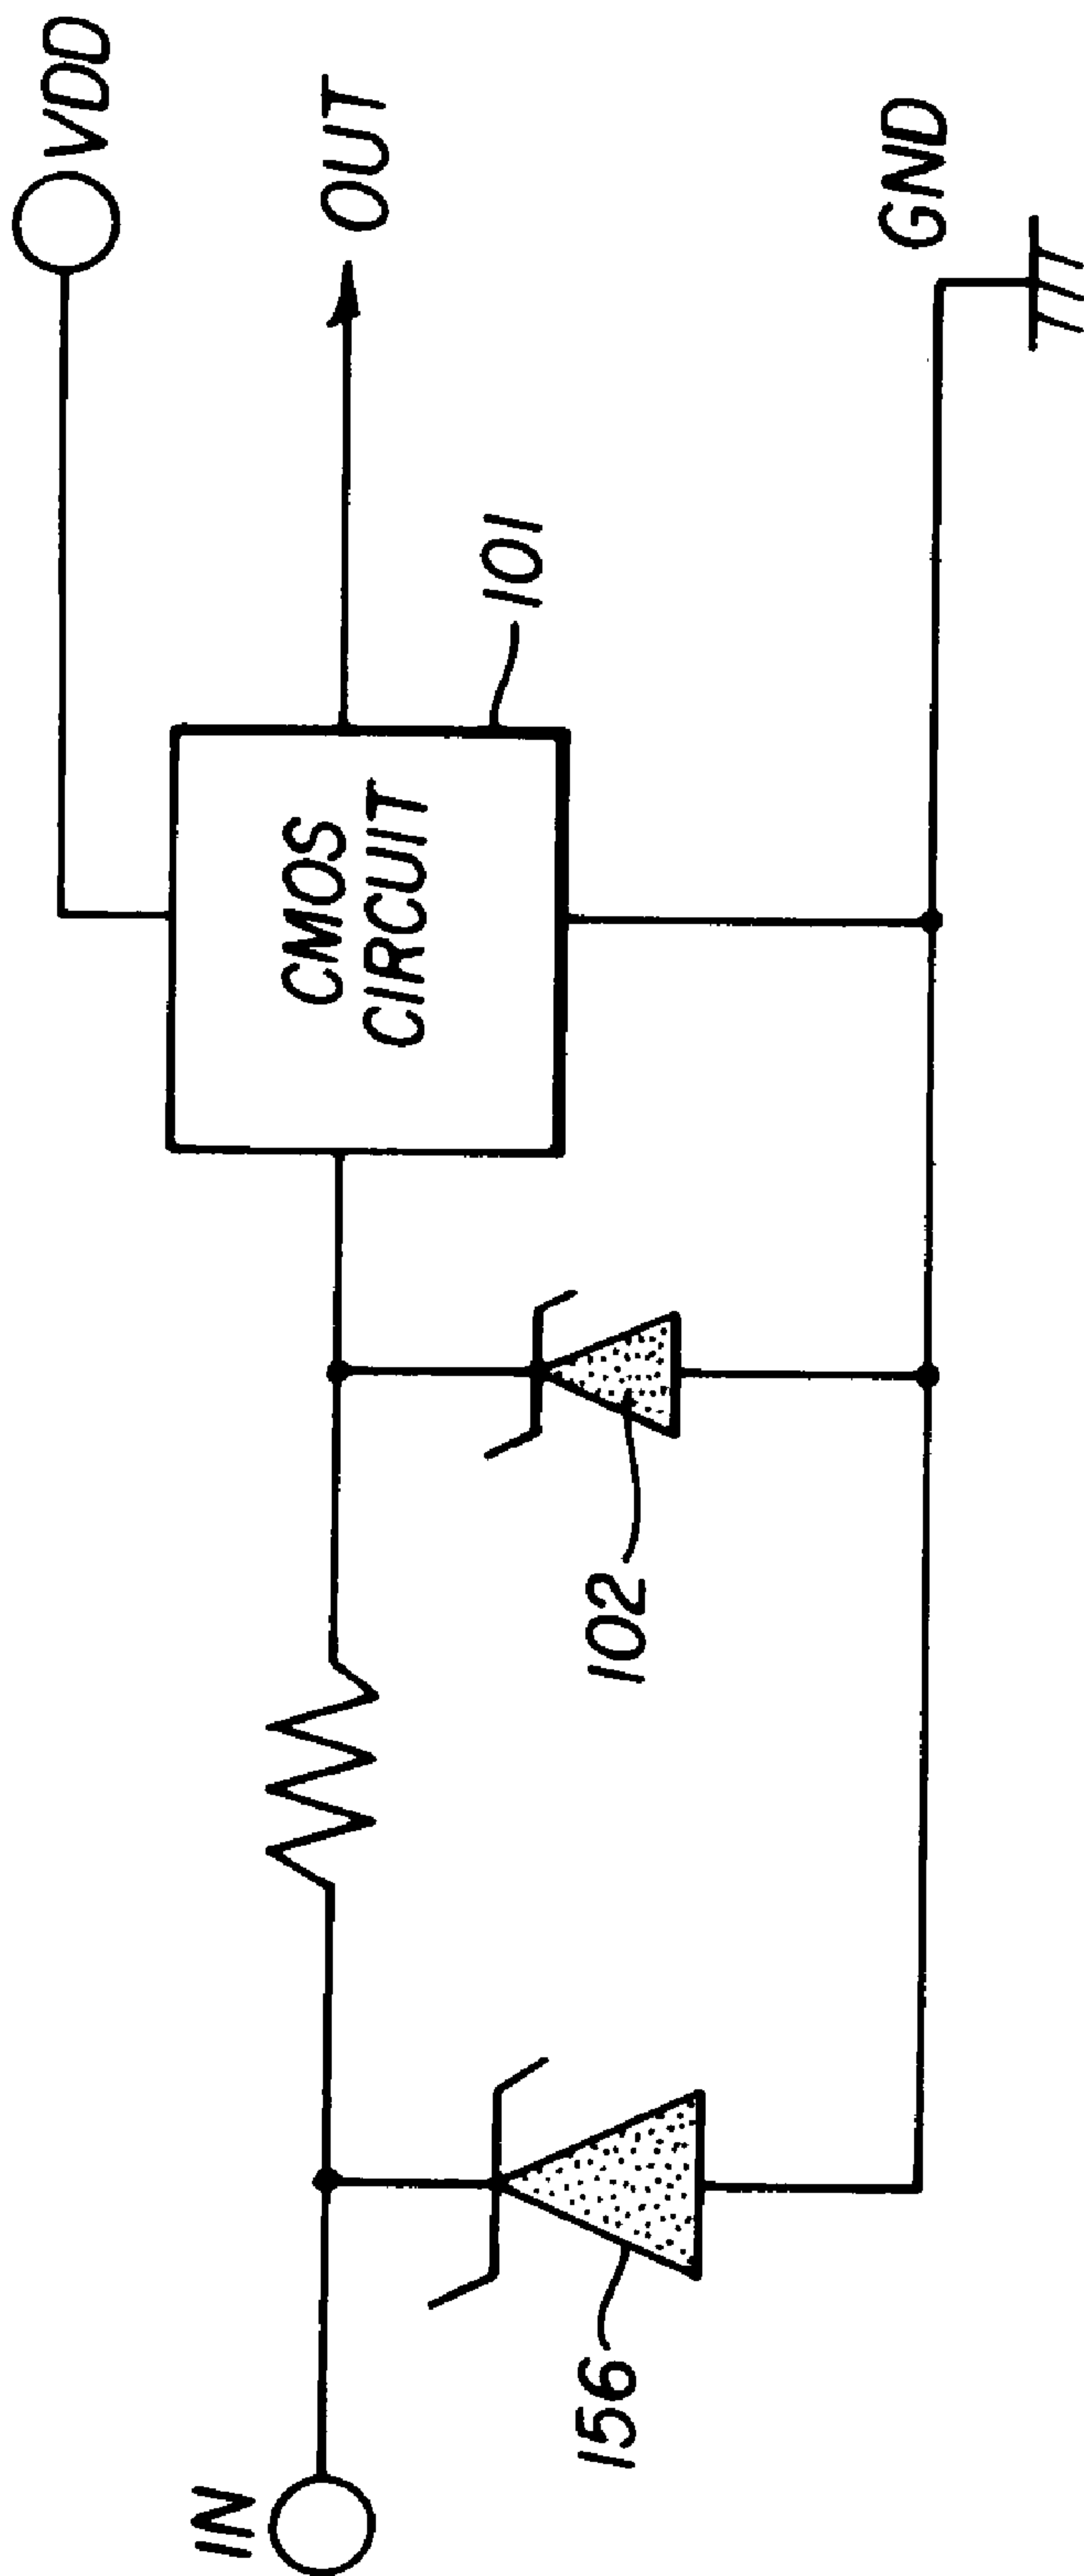 VDD
OUT
CMOS
CIRCUIT
101
GND
102
156
IN